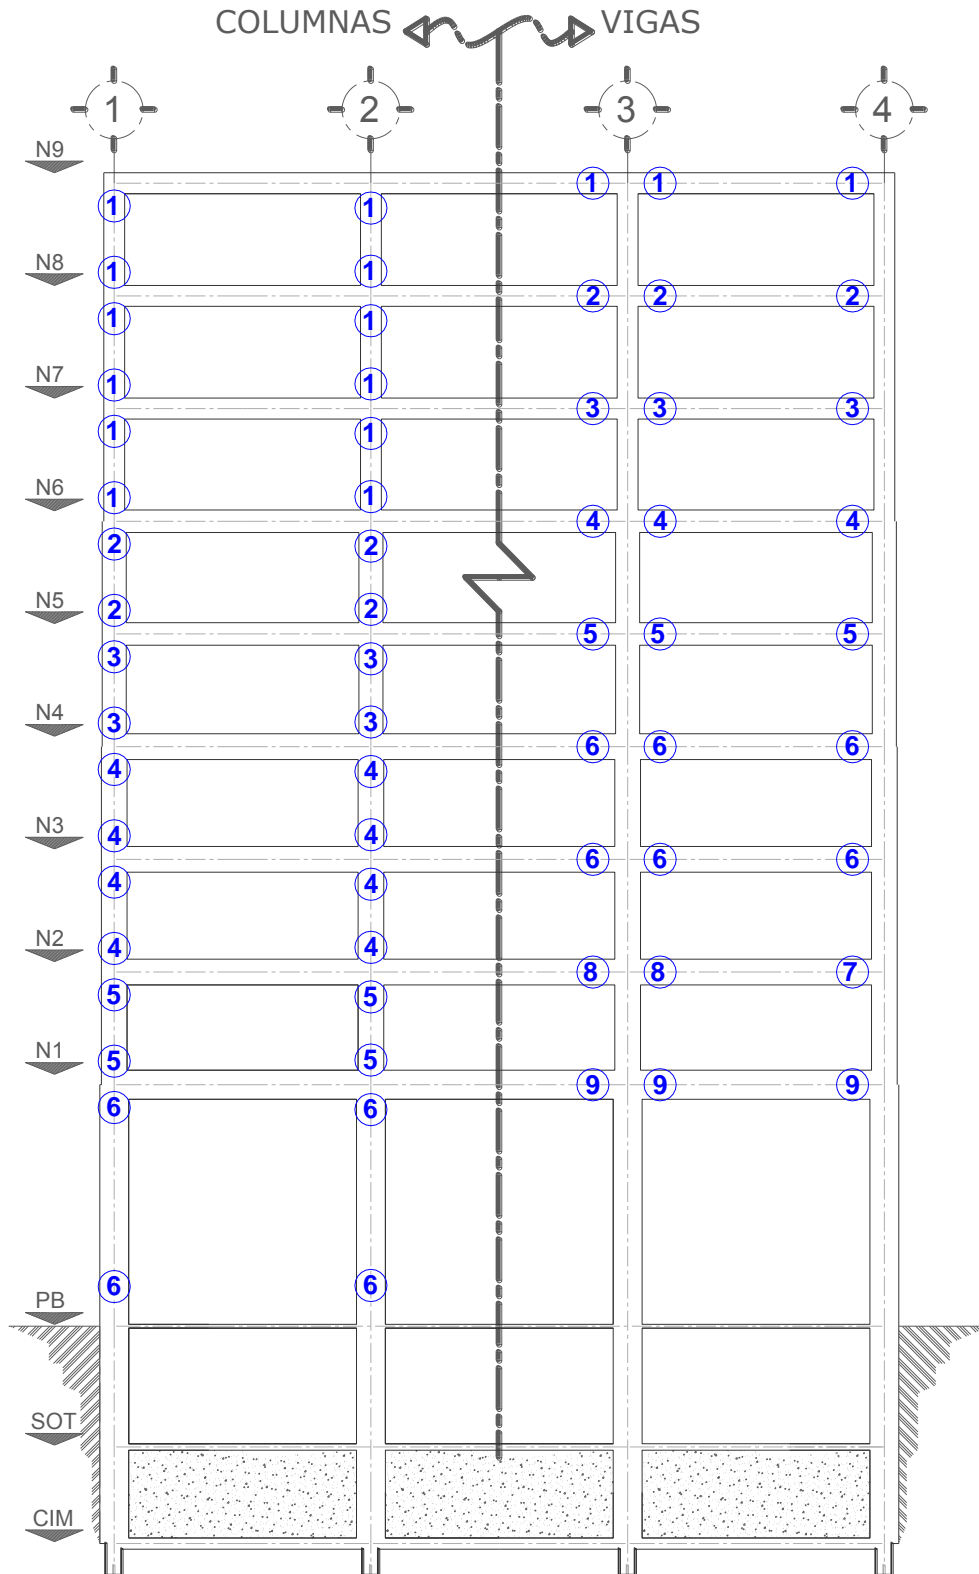 COLUMNAS VIGAS
1 2 3 4
N9
1 1 1
1 1
N8
1 1
2 2 2
1 1
N7
1 1
3 3 3
1 1
N6
1 1
4 4 4
2 2
N5
2 2
5 5 5
3 3
N4
3 3
6 6 6
4 4
N3
4 4
6 6 6
4 4
N2
4 4
8 8 7
5 5
N1
5 5
9 9 9
6 6
6 6
PB
SOT
CIM